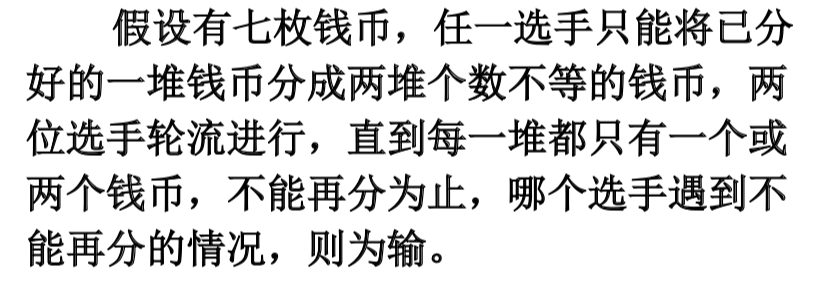 假设有七枚钱币，任一选手只能将已分
好的一堆钱币分成两堆个数不等的钱币，两
位选手轮流进行，直到每一堆都只有一个或
两个钱币，不能再分为止，哪个选手遇到不
能再分的情况，则为输。